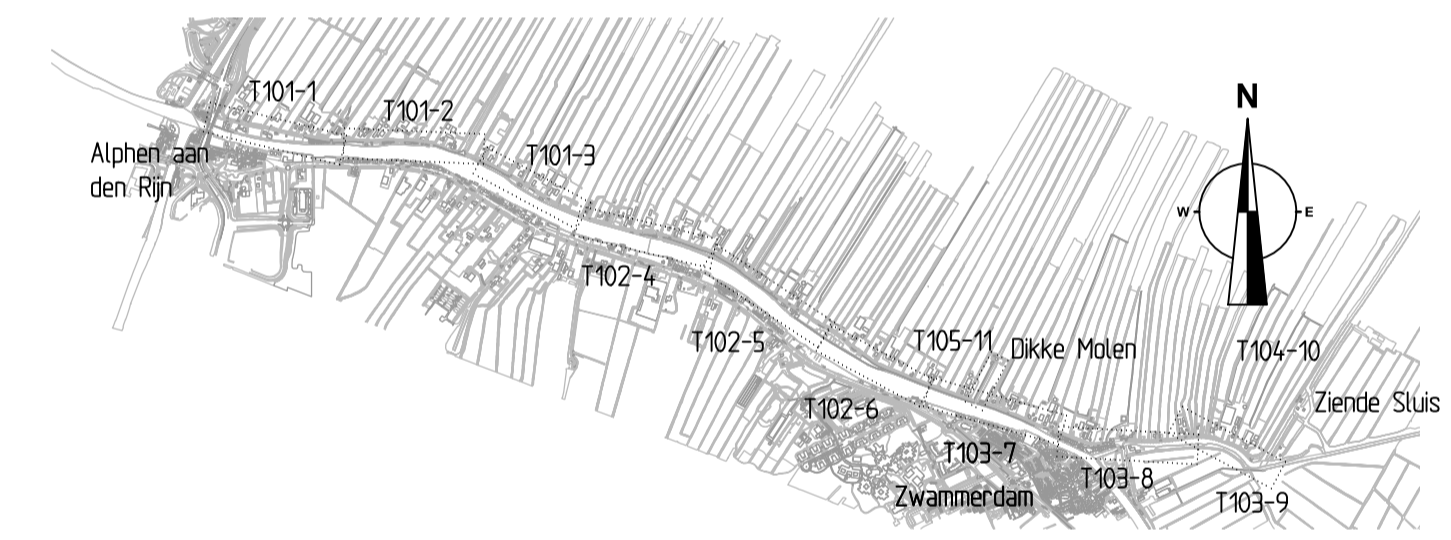 T101-1
T101-2
T101-3
Alphen aan
den Rijn
N
W
E
T102-4
T102-5
T105-11
Dikke Molen
T104-10
Ziende Sluis
T102-6
T103-7
T103-8
Zwammerdam
T103-9